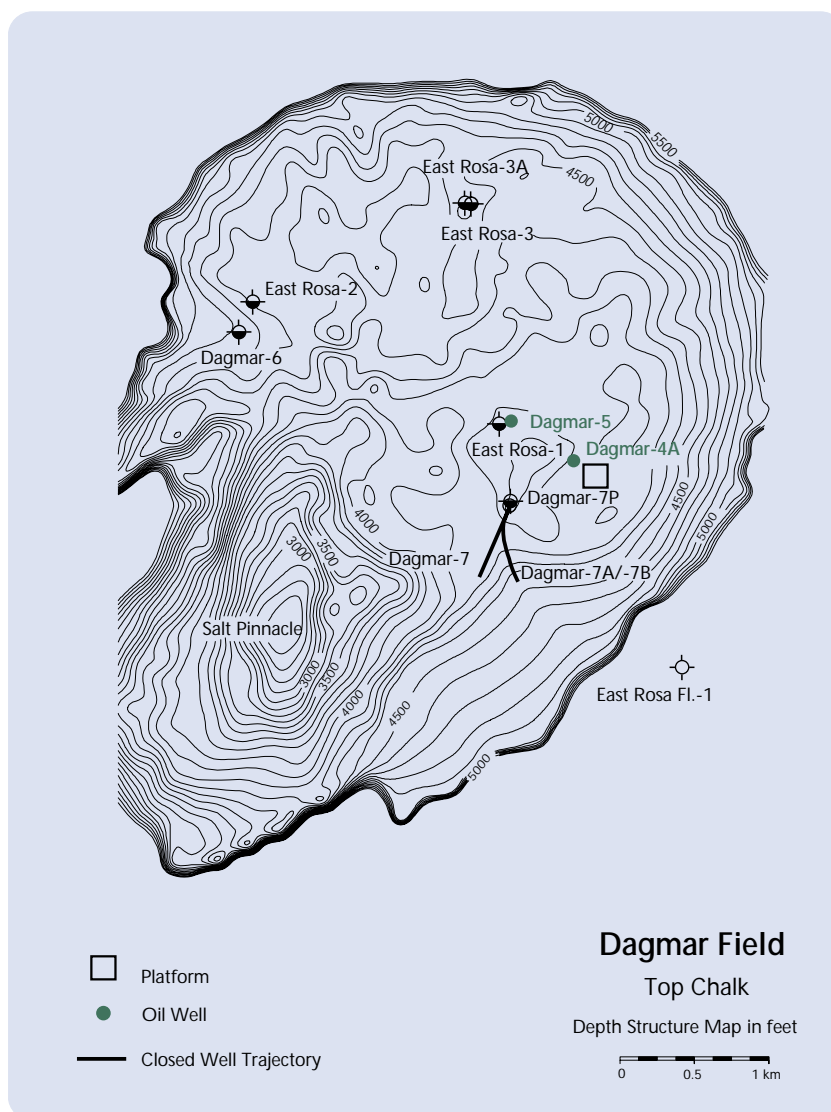 5000
5500
East Rosa-3A
4500
East Rosa-3
East Rosa-2
Dagmar-6
Dagmar-5
East Rosa-1
Dagmar-4A
Dagmar-7P
4500
4000
5000
3000
3500
Dagmar-7
Dagmar-7A/-7B
Salt Pinnacle
3000
3500
East Rosa Fl.-1
4000
4500
5000
Dagmar Field
Platform
Top Chalk
Oil Well
Depth Structure Map in feet
Closed Well Trajectory
0 0.5 1 km